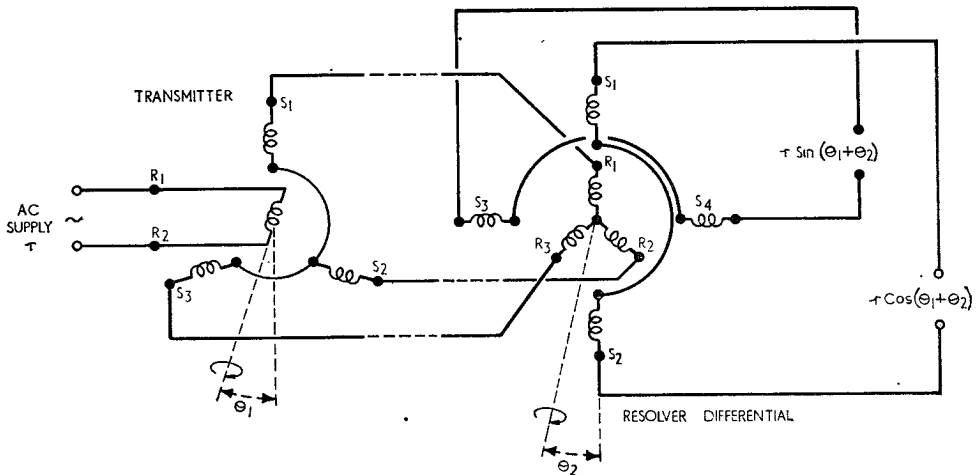 TRANSMITTER
S1
S1
R1
R1
AC
SUPPLY ~
r
R2
S3
S2
S3
S4
R3
R2
r Sin (θ1+θ2)
r Cos(θ1+θ2)
S2
θ1
θ2
RESOLVER DIFFERENTIAL